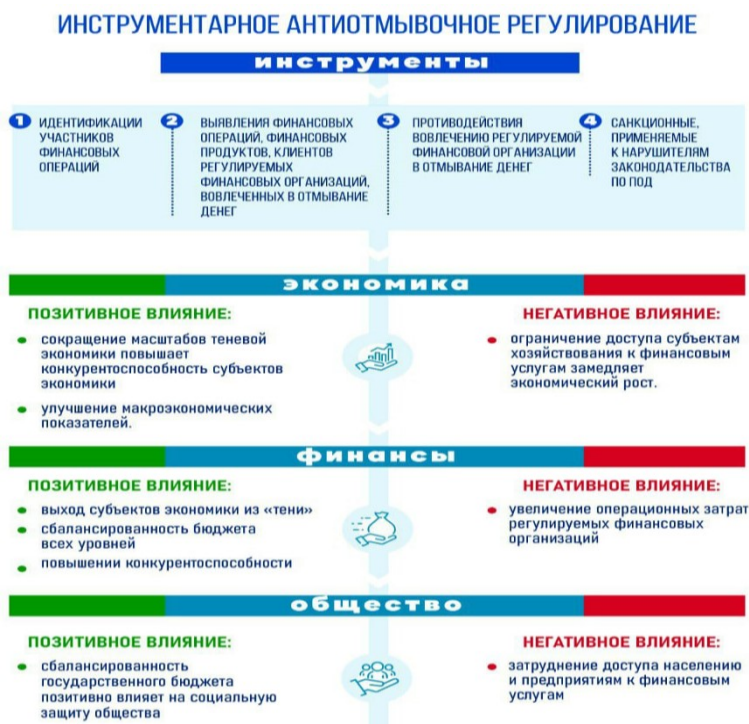 ИНСТРУМЕНТАРНОЕ АНТИОТМЫВОЧНОЕ РЕГУЛИРОВАНИЕ
инструменты
1 ИДЕНТИФИКАЦИИ
УЧАСТНИКОВ
ФИНАНСОВЫХ
ОПЕРАЦИЙ
2 ВЫЯВЛЕНИЯ ФИНАНСОВЫХ
ОПЕРАЦИЙ, ФИНАНСОВЫХ
ПРОДУКТОВ, КЛИЕНТОВ
РЕГУЛИРУЕМЫХ
ФИНАНСОВЫХ ОРГАНИЗАЦИЙ,
ВОВЛЕЧЕННЫХ В ОТМЫВАНИЕ
ДЕНЕГ
3 ПРОТИВОДЕЙСТВИЯ
ВОВЛЕЧЕНИЮ РЕГУЛИРУЕМОЙ
ФИНАНСОВОЙ ОРГАНИЗАЦИИ
В ОТМЫВАНИЕ ДЕНЕГ
4 САНКЦИОННЫЕ,
ПРИМЕНЯЕМЫЕ
К НАРУШИТЕЛЯМ
ЗАКОНОДАТЕЛЬСТВА
ПО ПОД
экономика
ПОЗИТИВНОЕ ВЛИЯНИЕ:
сокращение масштабов теневой
экономики повышает
конкурентоспособность субъектов
экономики
улучшение макроэкономических
показателей.
НЕГАТИВНОЕ ВЛИЯНИЕ:
ограничение доступа субъектам
хозяйствования к финансовым
услугам замедляет
экономический рост.
финансы
ПОЗИТИВНОЕ ВЛИЯНИЕ:
выход субъектов экономики из «тени»
сбалансированность бюджета
всех уровней
повышении конкурентоспособности
НЕГАТИВНОЕ ВЛИЯНИЕ:
увеличение операционных затрат
регулируемых финансовых
организаций
общество
ПОЗИТИВНОЕ ВЛИЯНИЕ:
сбалансированность
государственного бюджета
позитивно влияет на социальную
защиту общества
НЕГАТИВНОЕ ВЛИЯНИЕ:
затруднение доступа населению
и предприятиям к финансовым
услугам